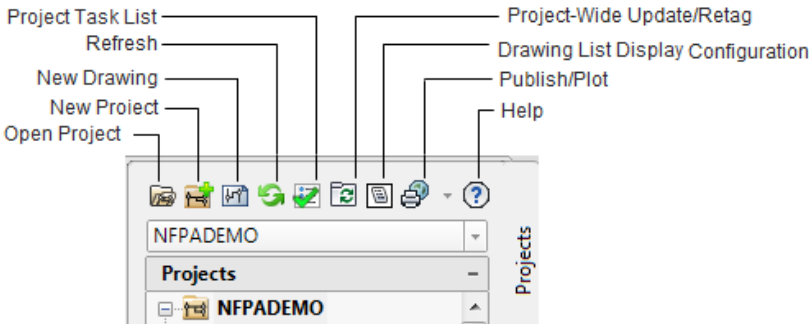 Project Task List
Refresh
New Drawing
New Proiect
Open Project
Project-Wide Update/Retag
Drawing List Display Configuration
Publish/Plot
Help
NFPADEMO
Projects
NFPADEMO
Projects